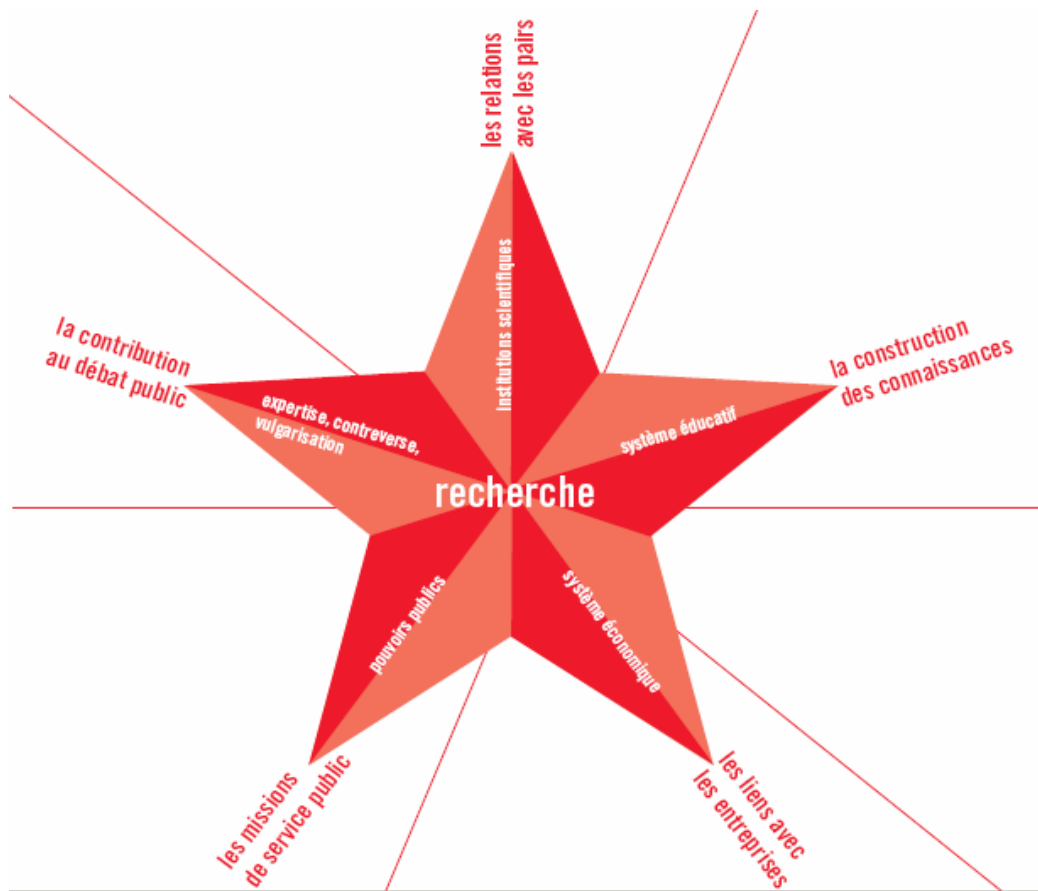 les relations
avec les pairs
Institutions scientifiques
la contribution
au débat public
expertise, contreverse,
vulgarisation
la construction
des connaissances
système éducatif
recherche
pouvoirs publics
système économique
les missions
de service public
les liens avec
les entreprises